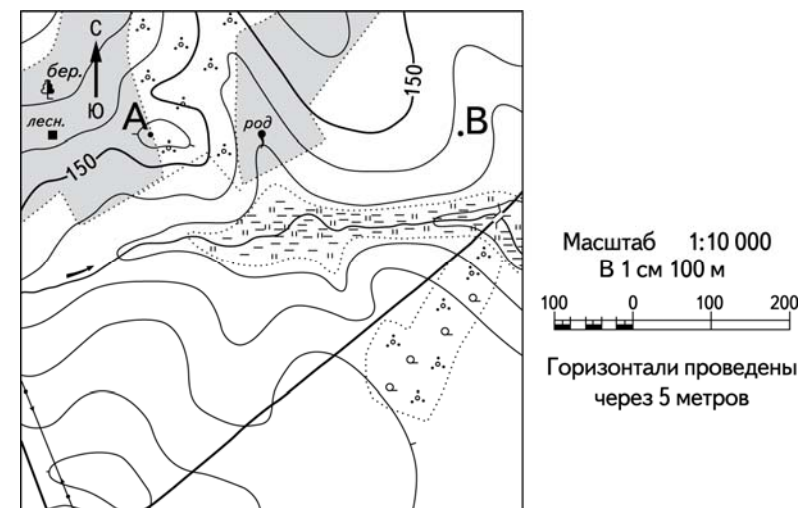 С
бер.
Ю
лесн.
А
род
В
150
150
Масштаб 1:10 000
В 1 см 100 м
100 0 100 200
Горизонтали проведены
через 5 метров